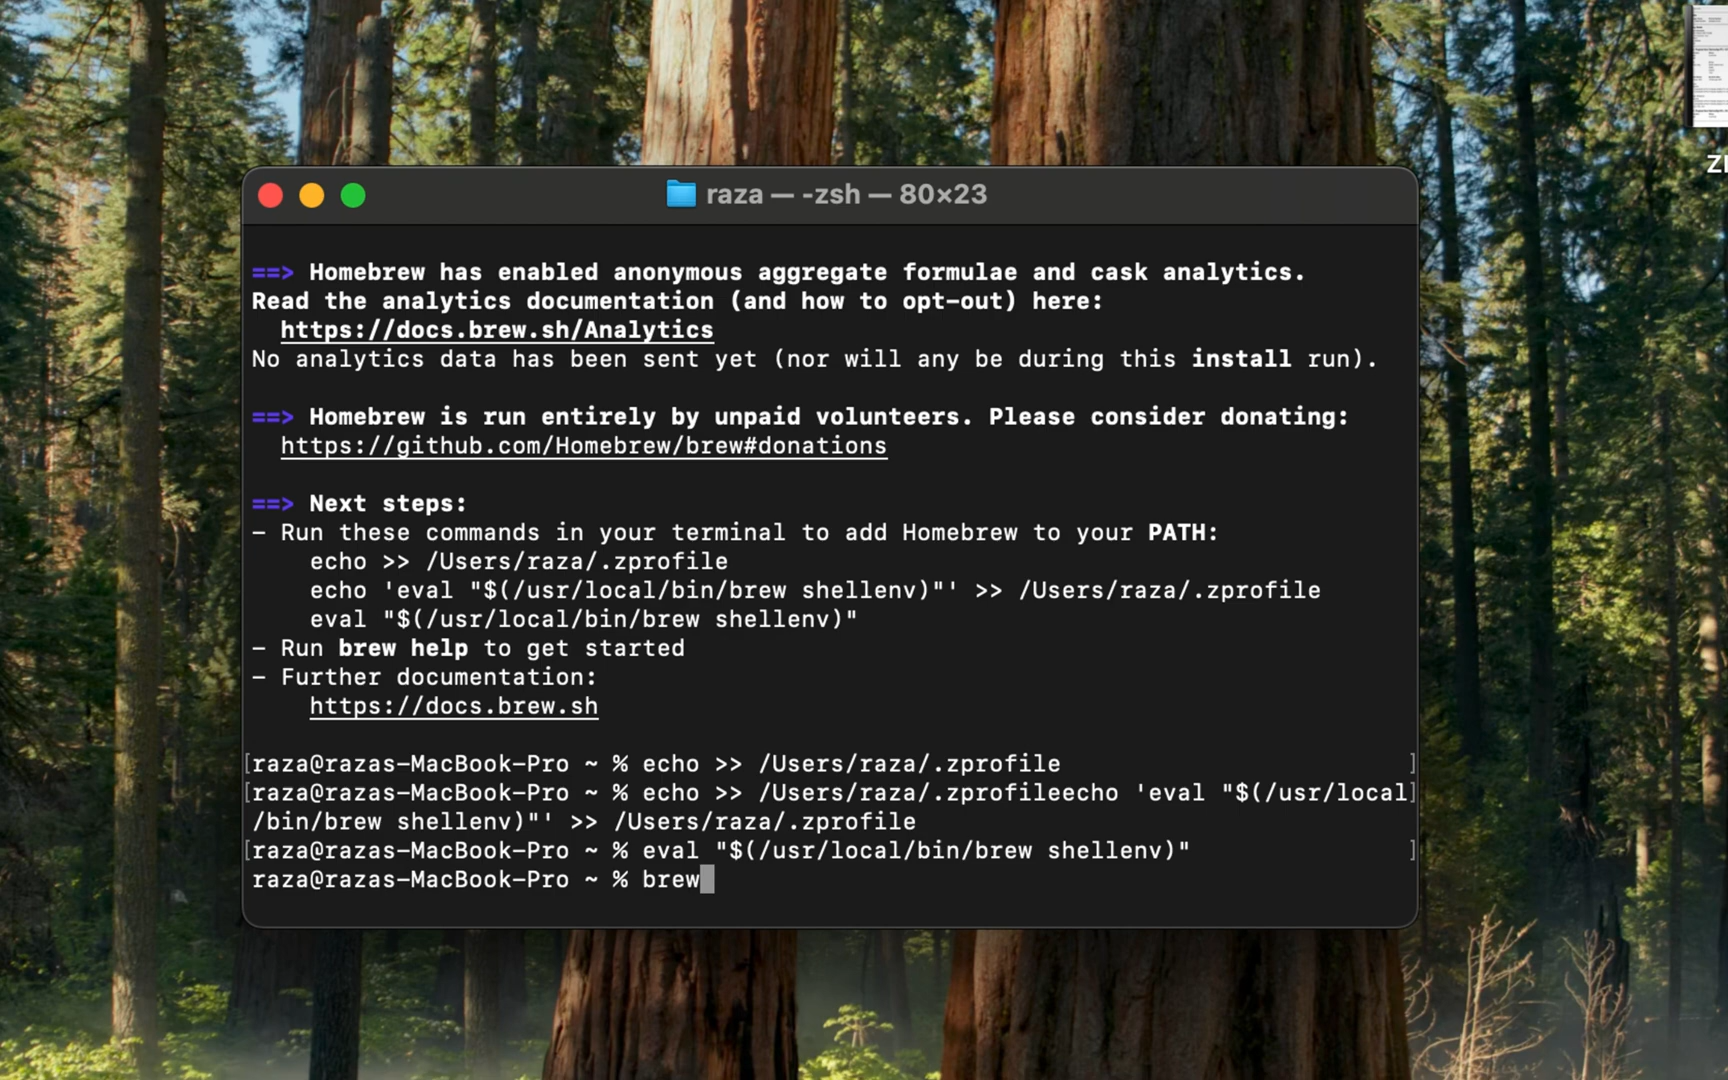 raza — -zsh — 80×23
==> Homebrew has enabled anonymous aggregate formulae and cask analytics.
Read the analytics documentation (and how to opt-out) here:
  https://docs.brew.sh/Analytics
No analytics data has been sent yet (nor will any be during this install run).
==> Homebrew is run entirely by unpaid volunteers. Please consider donating:
  https://github.com/Homebrew/brew#donations
==> Next steps:
- Run these commands in your terminal to add Homebrew to your PATH:
    echo >> /Users/raza/.zprofile
    echo 'eval "$(/usr/local/bin/brew shellenv)"' >> /Users/raza/.zprofile
    eval "$(/usr/local/bin/brew shellenv)"
- Run brew help to get started
- Further documentation:
    https://docs.brew.sh
[raza@razas-MacBook-Pro ~ % echo >> /Users/raza/.zprofile ]
[raza@razas-MacBook-Pro ~ % echo >> /Users/raza/.zprofileecho 'eval "$(/usr/local]
/bin/brew shellenv)"' >> /Users/raza/.zprofile
[raza@razas-MacBook-Pro ~ % eval "$(/usr/local/bin/brew shellenv)" ]
raza@razas-MacBook-Pro ~ % brew